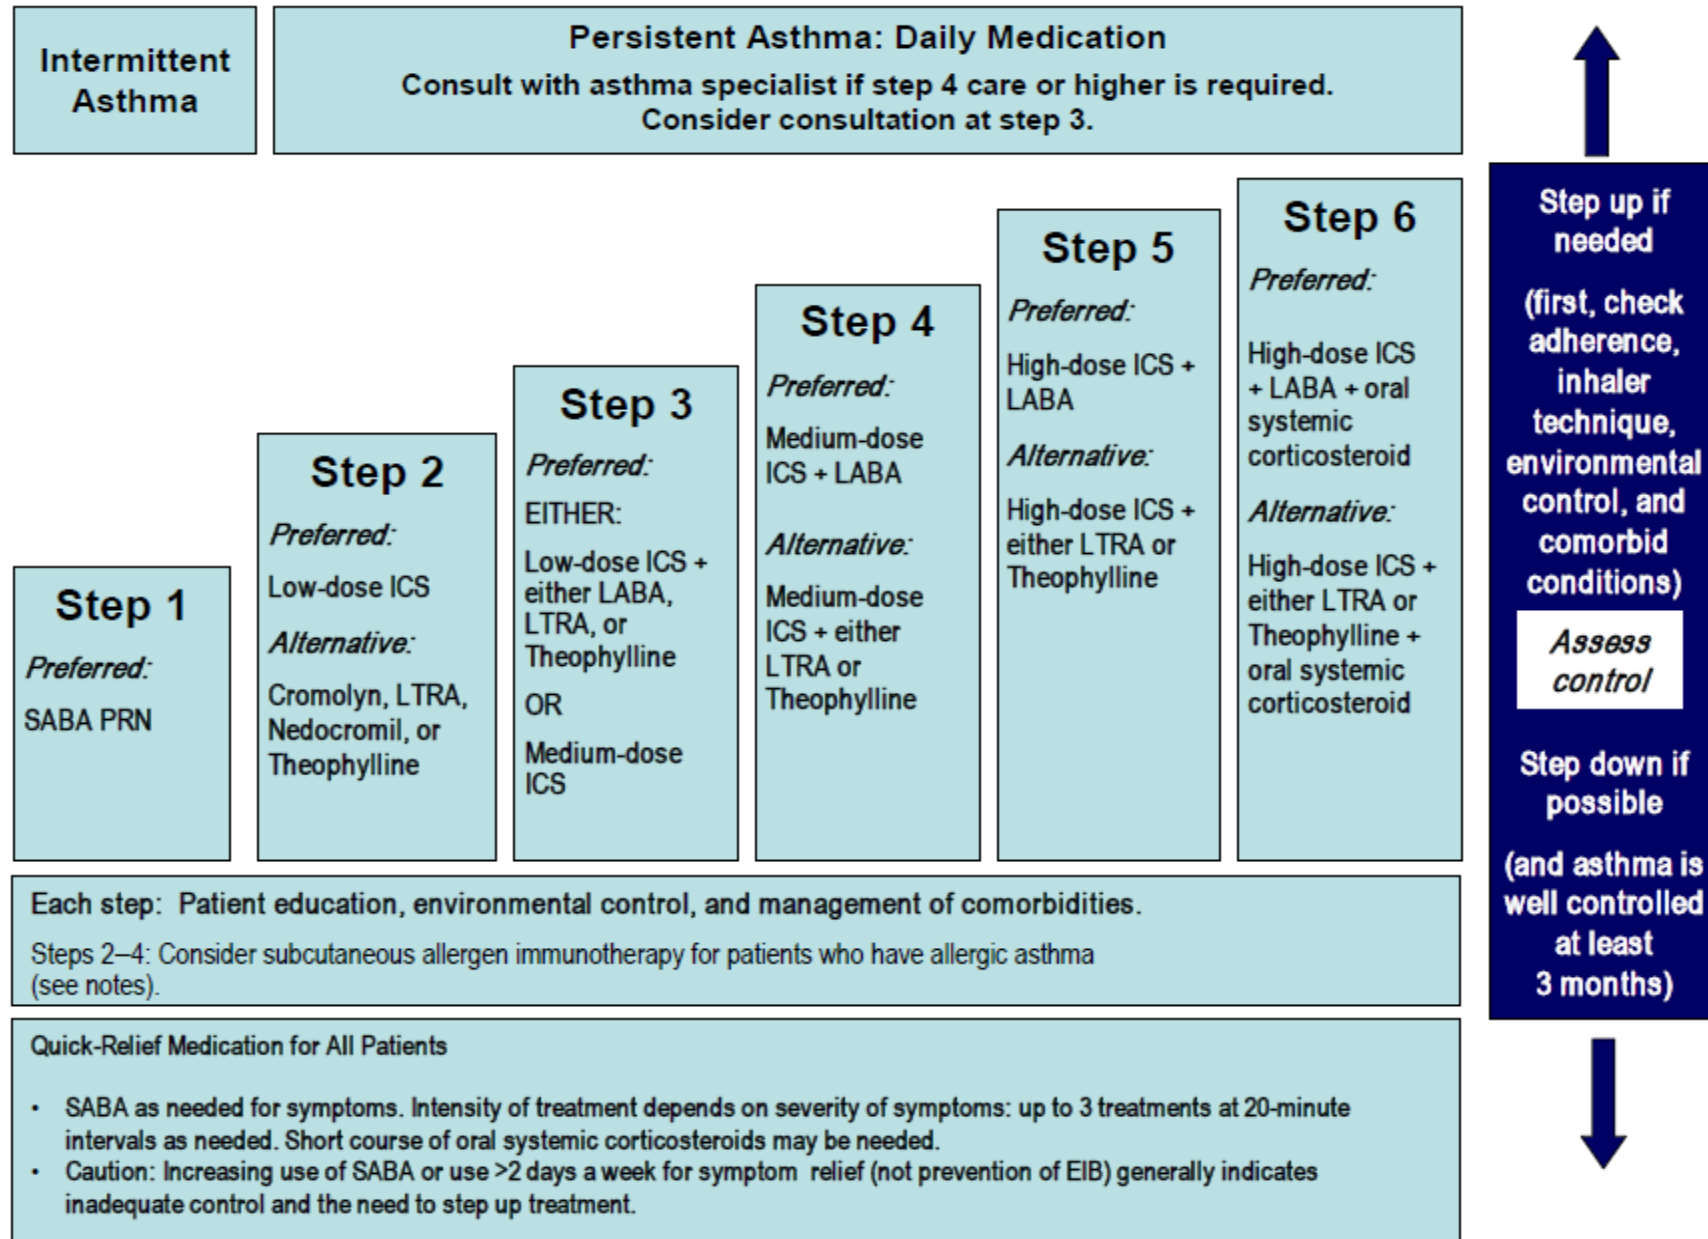 Intermittent
Asthma
Persistent Asthma: Daily Medication
Consult with asthma specialist if step 4 care or higher is required.
Consider consultation at step 3.
Step 1
Preferred:
SABA PRN
Step 2
Preferred:
Low-dose ICS
Alternative:
Cromolyn, LTRA,
Nedocromil, or
Theophylline
Step 3
Preferred:
EITHER:
Low-dose ICS +
either LABA,
LTRA, or
Theophylline
OR
Medium-dose
ICS
Step 4
Preferred:
Medium-dose
ICS + LABA
Alternative:
Medium-dose
ICS + either
LTRA or
Theophylline
Step 5
Preferred:
High-dose ICS +
LABA
Alternative:
High-dose ICS +
either LTRA or
Theophylline
Step 6
Preferred:
High-dose ICS
+ LABA + oral
systemic
corticosteroid
Alternative:
High-dose ICS +
either LTRA or
Theophylline +
oral systemic
corticosteroid
Each step: Patient education, environmental control, and management of comorbidities.
Steps 2–4: Consider subcutaneous allergen immunotherapy for patients who have allergic asthma
(see notes).
Quick-Relief Medication for All Patients
• SABA as needed for symptoms. Intensity of treatment depends on severity of symptoms: up to 3 treatments at 20-minute
intervals as needed. Short course of oral systemic corticosteroids may be needed.
• Caution: Increasing use of SABA or use >2 days a week for symptom relief (not prevention of EIB) generally indicates
inadequate control and the need to step up treatment.
Step up if
needed
(first, check
adherence,
inhaler
technique,
environmental
control, and
comorbid
conditions)
Assess
control
Step down if
possible
(and asthma is
well controlled
at least
3 months)